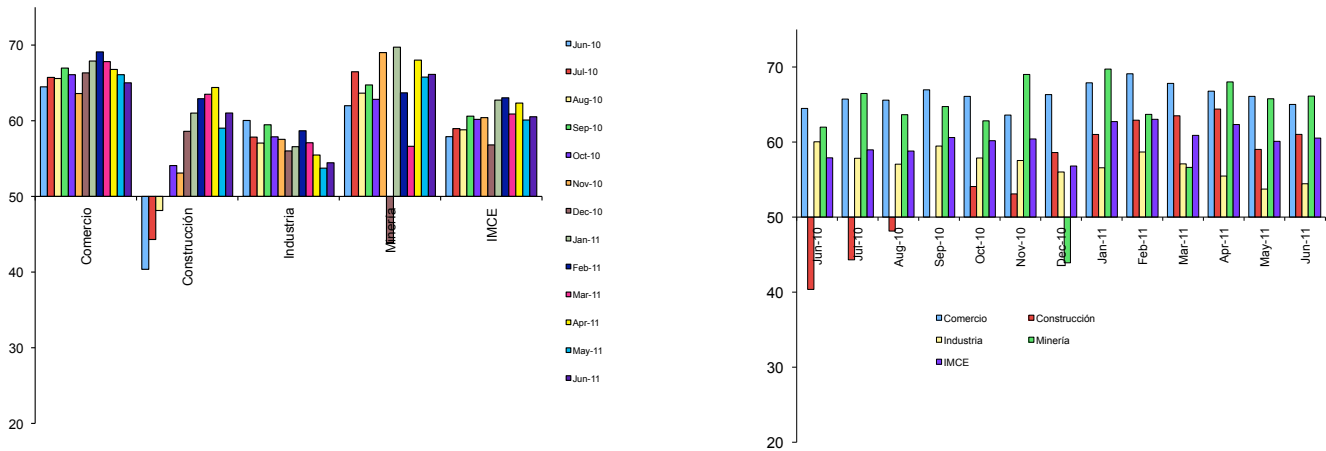 70
60
50
40
30
20
Comercio
Construcción
Industria
Minería
IMCE
Jun-10
Jul-10
Aug-10
Sep-10
Oct-10
Nov-10
Dec-10
Jan-11
Feb-11
Mar-11
Apr-11
May-11
Jun-11
70
60
50
40
30
20
Jun-10
Jul-10
Aug-10
Sep-10
Oct-10
Nov-10
Dec-10
Jan-11
Feb-11
Mar-11
Apr-11
May-11
Jun-11
Comercio Construcción
Industria Minería
IMCE